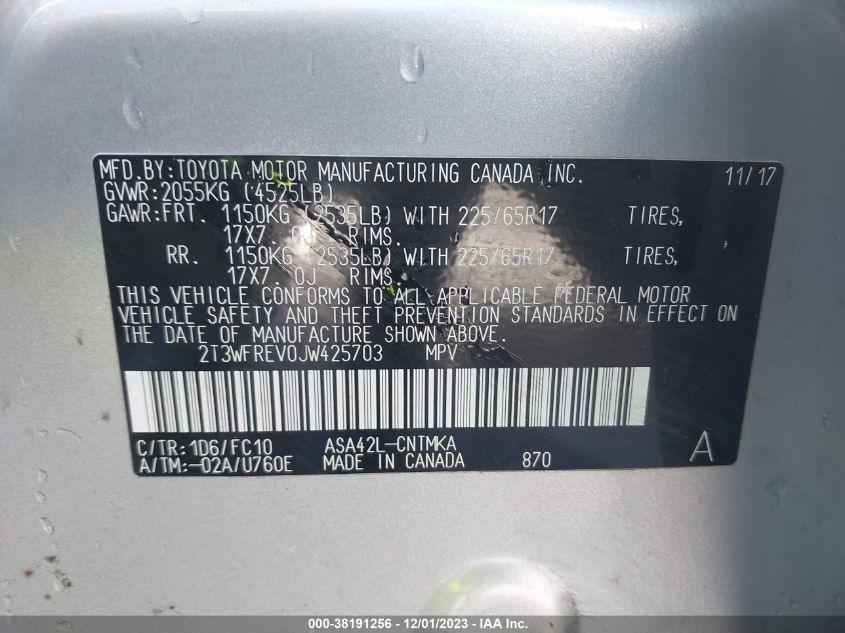 MFD.BY:TOYOTA MOTOR MANUFACTURING CANADA INC. 11/17
GVWR:2055KG (4525LB)
GAWR:FRT. 1150KG (2535LB) WITH 225/65R17 TIRES,
17X7.0J RIMS.
RR. 1150KG (2535LB) WITH 225/65R17 TIRES,
17X7.0J RIMS.
THIS VEHICLE CONFORMS TO ALL APPLICABLE FEDERAL MOTOR
VEHICLE SAFETY AND THEFT PREVENTION STANDARDS IN EFFECT ON
THE DATE OF MANUFACTURE SHOWN ABOVE.
2T3WFREV0JW425703 MPV
C/TR:1D6/FC10 ASA42L-CNTMKA
A/TM:-02A/U760E MADE IN CANADA 870 A
000-38191256 - 12/01/2023 - IAA Inc.